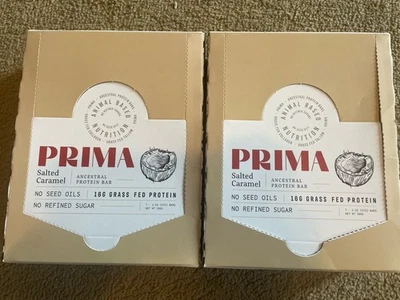 ANIMAL BASED
NUTRITION
PRIMA
Salted
Caramel
ANCESTRAL
PROTEIN BAR
NO SEED OILS
16G GRASS FED PROTEIN
NO REFINED SUGAR
ANIMAL BASED
NUTRITION
PRIMA
Salted
Caramel
ANCESTRAL
PROTEIN BAR
NO SEED OILS
16G GRASS FED PROTEIN
NO REFINED SUGAR